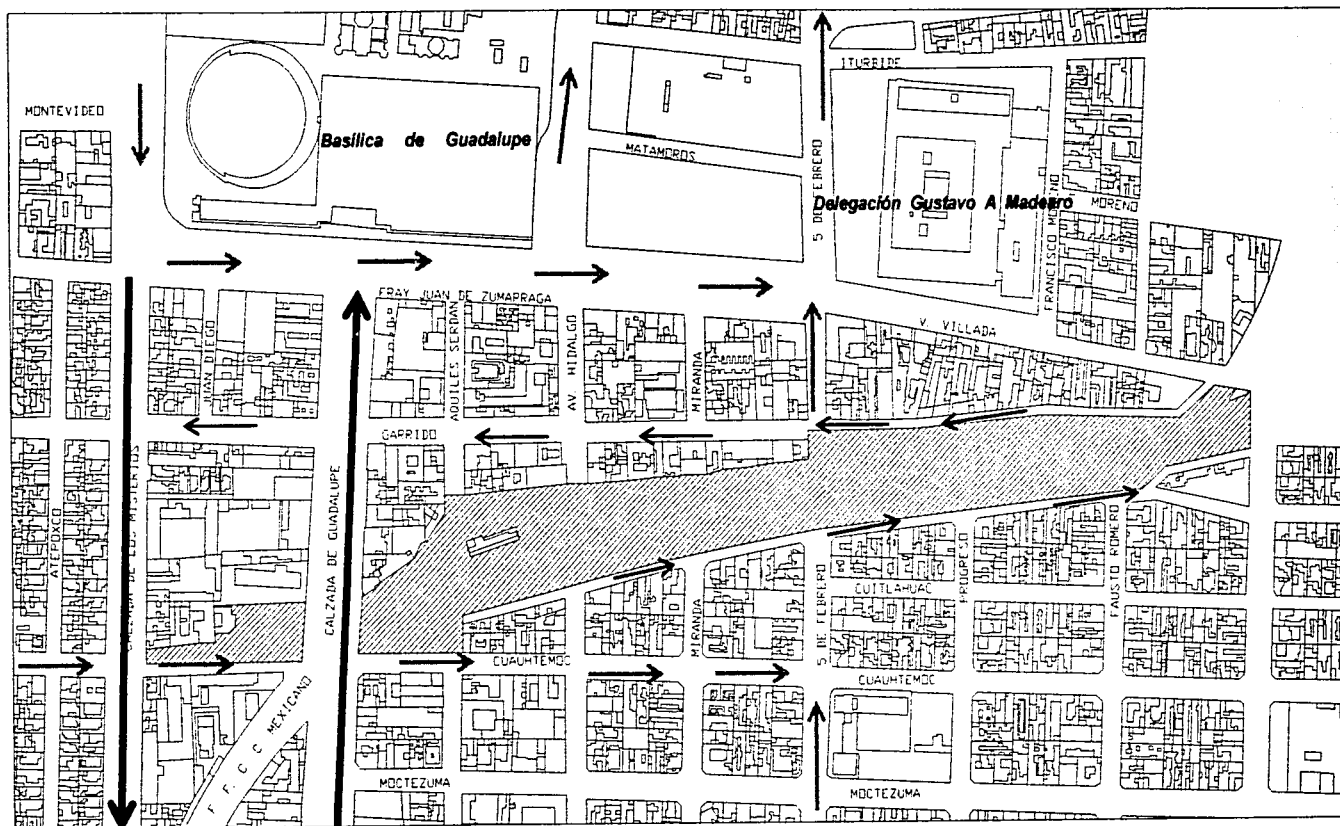 ITURBIDE
MONTEVIDEO
Basílica de Guadalupe
MATAMOROS
5 DE FEBRERO
Delegación Gustavo A Madero
FRANCISCO MORENO
MORENO
FRAY JUAN DE ZUMARRAGA
JUAN DIEGO
AQUILES SERDAN
AV. HIDALGO
MIRANDA
V. VILLADA
GARRIDO
ATEPOXCO
CALZADA DE LOS MISTERIOS
CALZADA DE GUADALUPE
MIRANDA
5 DE FEBRERO
CUITLAHUAC
PROGRESO
FAUSTO ROMERO
CUAUHTEMOC
CUAUHTEMOC
F. F. C. C MEXICANO
MOCTEZUMA
MOCTEZUMA